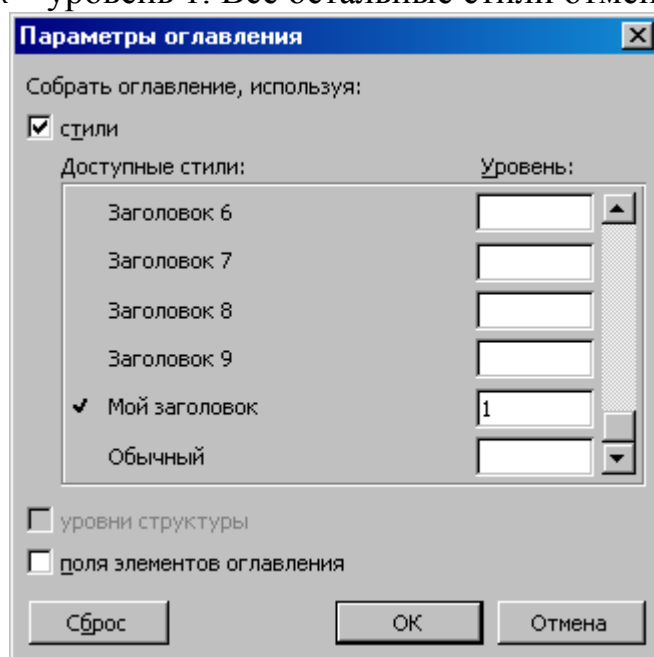 уровень 1. Все остальные стили отмен
Параметры оглавления
Собрать оглавление, используя:
стили
Доступные стили: Уровень:
Заголовок 6
Заголовок 7
Заголовок 8
Заголовок 9
Мой заголовок 1
Обычный
уровни структуры
поля элементов оглавления
Сброс ОК Отмена